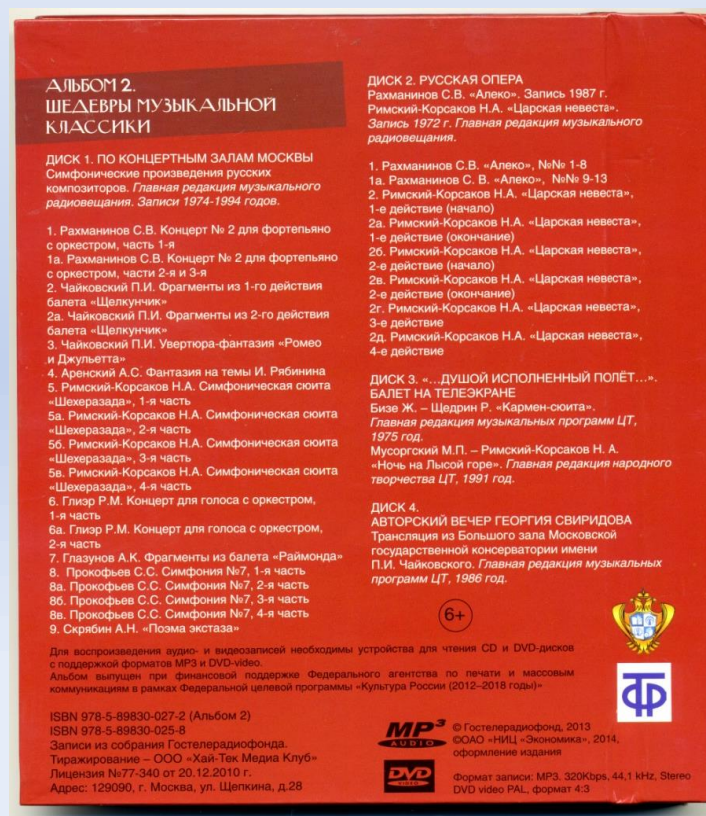 АЛЬБОМ 2.
ШЕДЕВРЫ МУЗЫКАЛЬНОЙ
КЛАССИКИ
ДИСК 1. ПО КОНЦЕРТНЫМ ЗАЛАМ МОСКВЫ
Симфонические произведения русских
композиторов. Главная редакция музыкального
радиовещания. Записи 1974-1994 годов.
1. Рахманинов С.В. Концерт № 2 для фортепьяно
с оркестром, часть 1-я
1а. Рахманинов С.В. Концерт № 2 для фортепьяно
с оркестром, части 2-я и 3-я
2. Чайковский П.И. Фрагменты из 1-го действия
балета «Щелкунчик»
2а. Чайковский П.И. Фрагменты из 2-го действия
балета «Щелкунчик»
3. Чайковский П.И. Увертюра-фантазия «Ромео
и Джульетта»
4. Аренский А.С. Фантазия на темы И. Рябинина
5. Римский-Корсаков Н.А. Симфоническая сюита
«Шехеразада», 1-я часть
5а. Римский-Корсаков Н.А. Симфоническая сюита
«Шехеразада», 2-я часть
5б. Римский-Корсаков Н.А. Симфоническая сюита
«Шехеразада», 3-я часть
5в. Римский-Корсаков Н.А. Симфоническая сюита
«Шехеразада», 4-я часть
6. Глиэр Р.М. Концерт для голоса с оркестром,
1-я часть
6а. Глиэр Р.М. Концерт для голоса с оркестром,
2-я часть
7. Глазунов А.К. Фрагменты из балета «Раймонда»
8. Прокофьев С.С. Симфония №7, 1-я часть
8а. Прокофьев С.С. Симфония №7, 2-я часть
8б. Прокофьев С.С. Симфония №7, 3-я часть
8в. Прокофьев С.С. Симфония №7, 4-я часть
9. Скрябин А.Н. «Поэма экстаза»
ДИСК 2. РУССКАЯ ОПЕРА
Рахманинов С.В. «Алеко». Запись 1987 г.
Римский-Корсаков Н.А. «Царская невеста».
Запись 1972 г. Главная редакция музыкального
радиовещания.
1. Рахманинов С.В. «Алеко», №№ 1-8
1а. Рахманинов С. В. «Алеко», №№ 9-13
2. Римский-Корсаков Н.А. «Царская невеста»,
1-е действие (начало)
2а. Римский-Корсаков Н.А. «Царская невеста»,
1-е действие (окончание)
2б. Римский-Корсаков Н.А. «Царская невеста»,
2-е действие (начало)
2в. Римский-Корсаков Н.А. «Царская невеста»,
2-е действие (окончание)
2г. Римский-Корсаков Н.А. «Царская невеста»,
3-е действие
2д. Римский-Корсаков Н.А. «Царская невеста»,
4-е действие
ДИСК 3. «...ДУШОЙ ИСПОЛНЕННЫЙ ПОЛЁТ...».
БАЛЕТ НА ТЕЛЕЭКРАНЕ
Бизе Ж. – Щедрин Р. «Кармен-сюита».
Главная редакция музыкальных программ ЦТ,
1975 год.
Мусоргский М.П. – Римский-Корсаков Н. А.
«Ночь на Лысой горе». Главная редакция народного
творчества ЦТ, 1991 год.
ДИСК 4.
АВТОРСКИЙ ВЕЧЕР ГЕОРГИЯ СВИРИДОВА
Трансляция из Большого зала Московской
государственной консерватории имени
П.И. Чайковского. Главная редакция музыкальных
программ ЦТ, 1986 год.
6+
Для воспроизведения аудио- и видеозаписей необходимы устройства для чтения CD и DVD-дисков
с поддержкой форматов MP3 и DVD-video.
Альбом выпущен при финансовой поддержке Федерального агентства по печати и массовым
коммуникациям в рамках Федеральной целевой программы «Культура России (2012–2018 годы)»
ISBN 978-5-89830-027-2 (Альбом 2)
ISBN 978-5-89830-025-8
Записи из собрания Гостелерадиофонда.
Тиражирование – ООО «Хай-Тек Медиа Клуб»
Лицензия №77-340 от 20.12.2010 г.
Адрес: 129090, г. Москва, ул. Щепкина, д.28
MP3
AUDIO
DVD
VIDEO
© Гостелерадиофонд, 2013
©ОАО «НИЦ «Экономика», 2014,
оформление издания
Формат записи: MP3. 320Kbps, 44,1 kHz, Stereo
DVD video PAL, формат 4:3